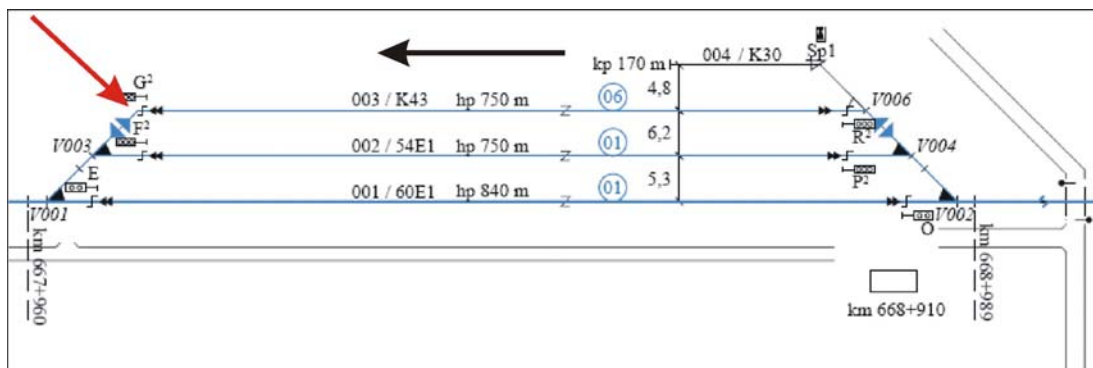 Sp1
kp 170 m 004 / K30
4,8
G²
003 / K43 hp 750 m 06
V006
F²
6,2
R²
V003
002 / 54E1 hp 750 m 01
V004
E
5,3
P²
001 / 60E1 hp 840 m 01
V001
V002
O
km 667+960
km 668+989
km 668+910